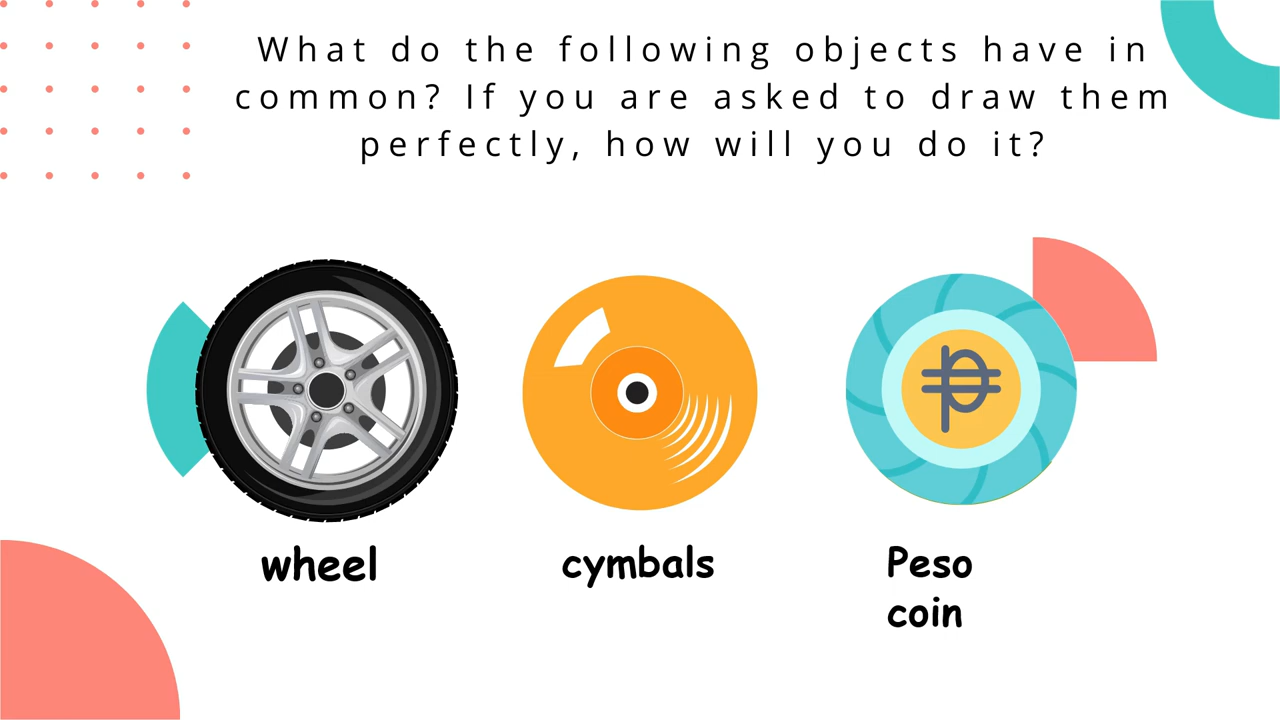 What do the following objects have in
common? If you are asked to draw them
perfectly, how will you do it?
wheel
cymbals
Peso
coin